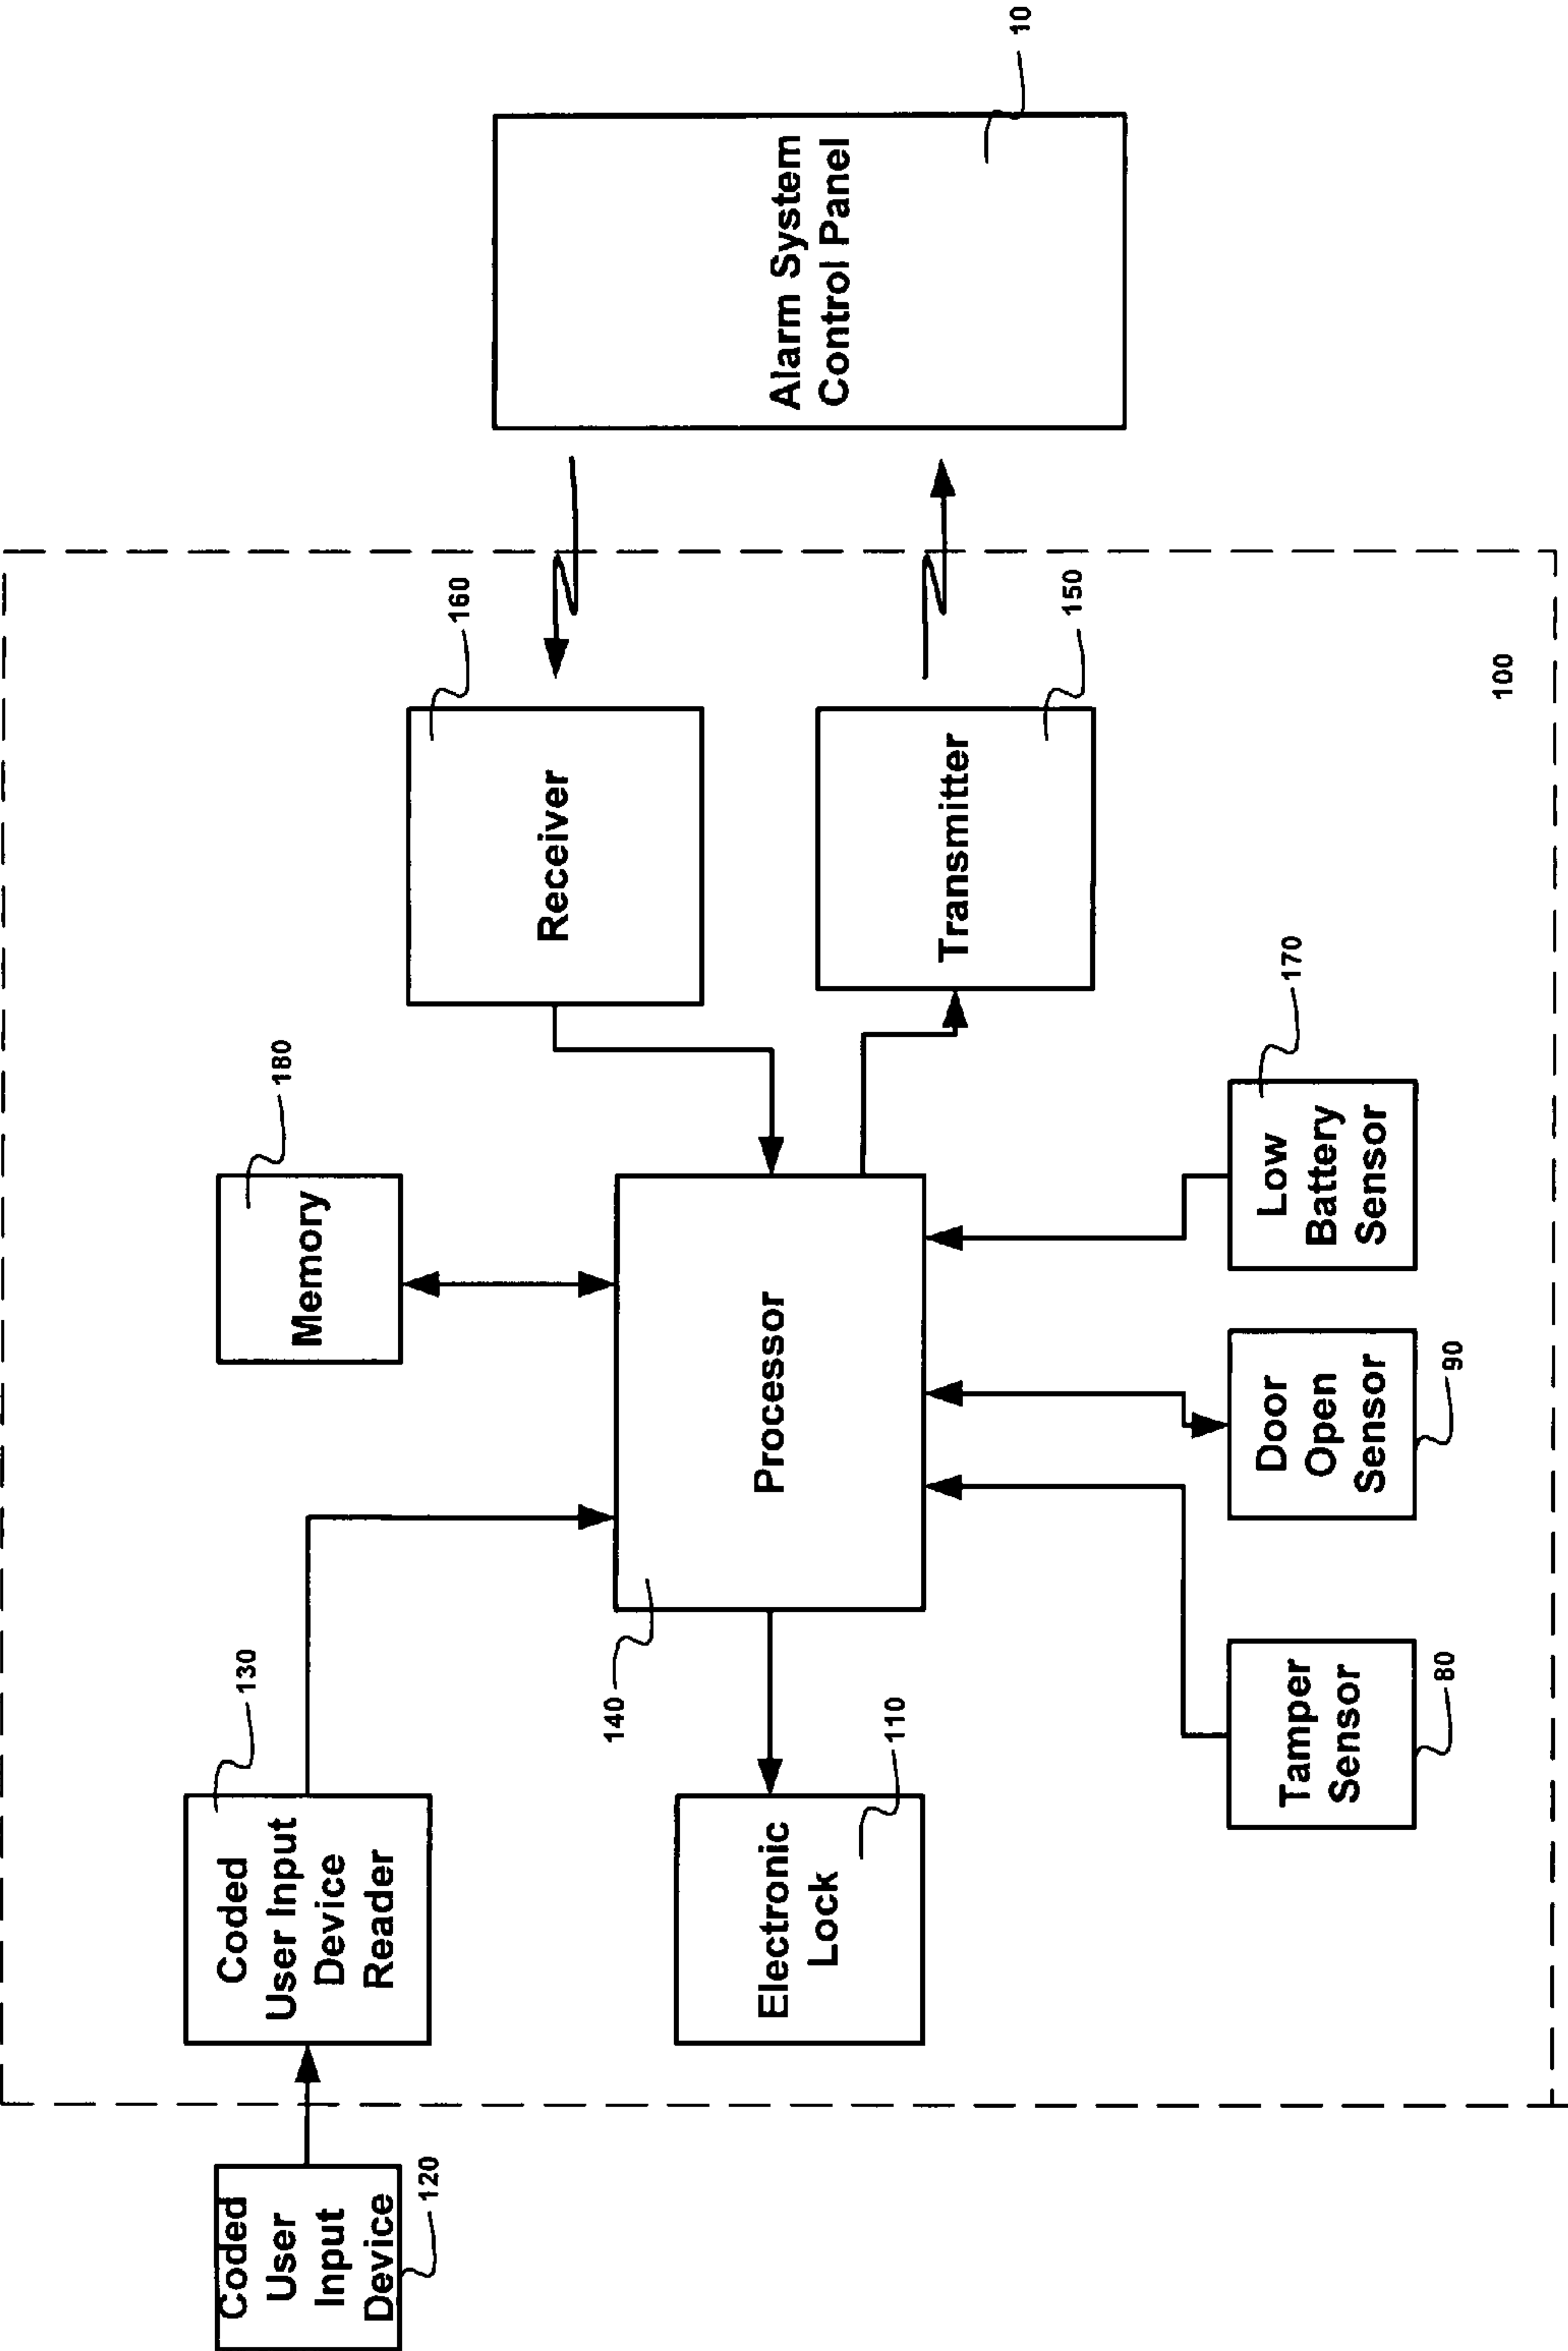 Coded
User
Input
Device
120
Coded
User Input
Device
Reader
130
Memory
180
Receiver
160
Electronic
Lock
110
140
Processor
Transmitter
150
Alarm System
Control Panel
10
Tamper
Sensor
80
Door
Open
Sensor
90
Low
Battery
Sensor
170
100